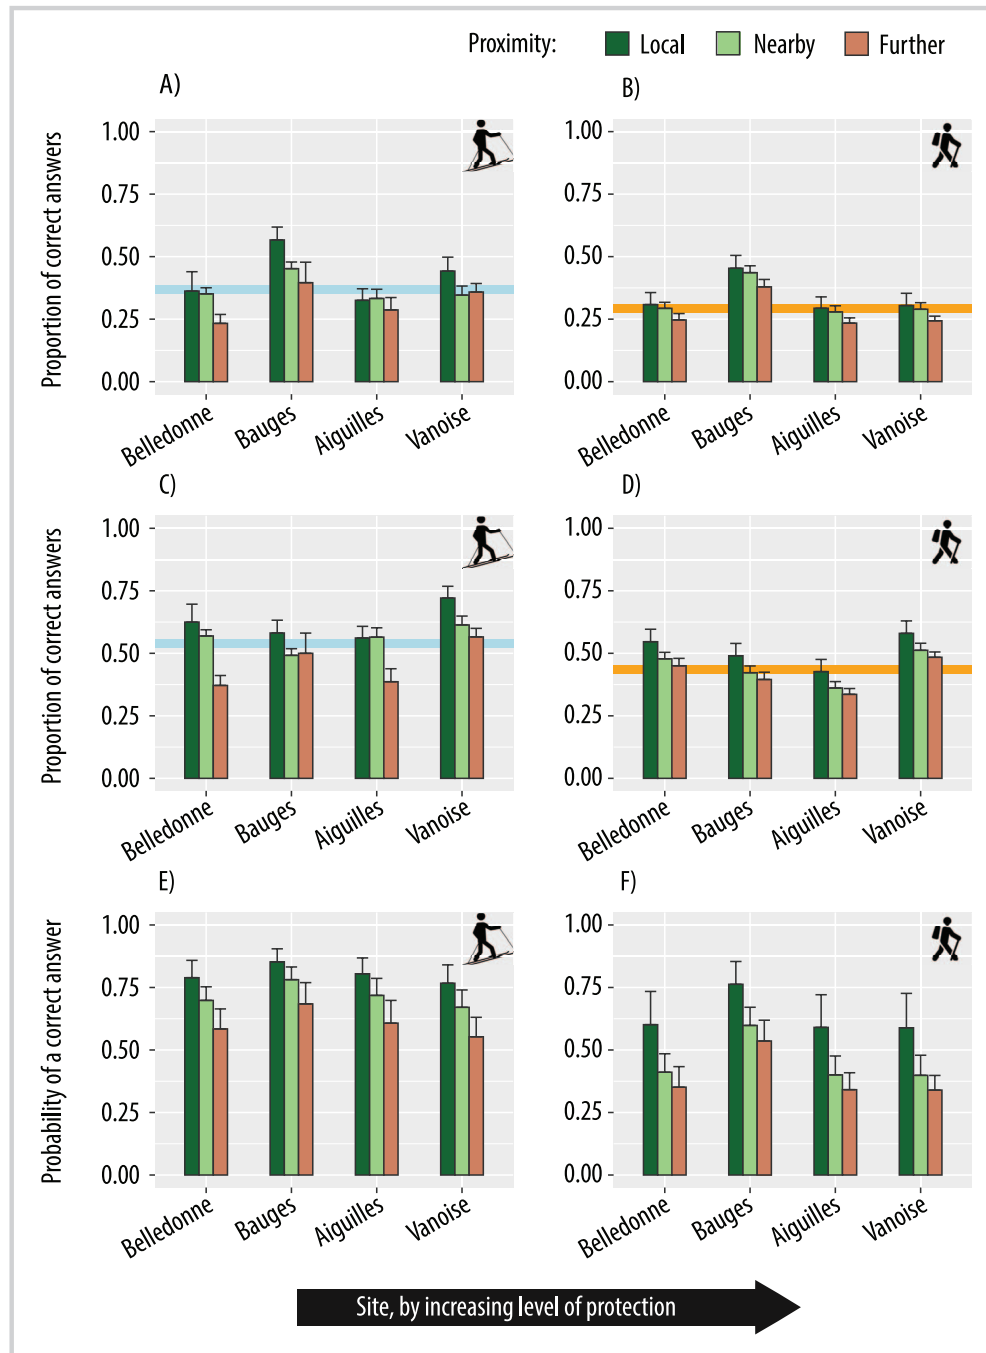 Proximity: Local Nearby Further
A)
B)
Proportion of correct answers
1.00
0.75
0.50
0.25
0.00
Belledonne
Bauges
Aiguilles
Vanoise
1.00
0.75
0.50
0.25
0.00
Belledonne
Bauges
Aiguilles
Vanoise
C)
D)
Proportion of correct answers
1.00
0.75
0.50
0.25
0.00
Belledonne
Bauges
Aiguilles
Vanoise
1.00
0.75
0.50
0.25
0.00
Belledonne
Bauges
Aiguilles
Vanoise
E)
F)
Probability of a correct answer
1.00
0.75
0.50
0.25
0.00
Belledonne
Bauges
Aiguilles
Vanoise
1.00
0.75
0.50
0.25
0.00
Belledonne
Bauges
Aiguilles
Vanoise
Site, by increasing level of protection